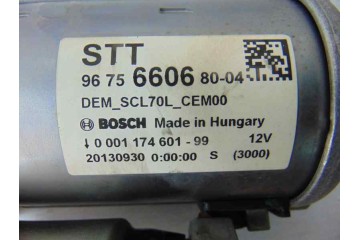 STT
96 75 6606 80-04
DEM_SCL70L_CEM00
BOSCH Made in Hungary
0 001 174 601 - 99 12V
20130930 0:00:00 S (3000)